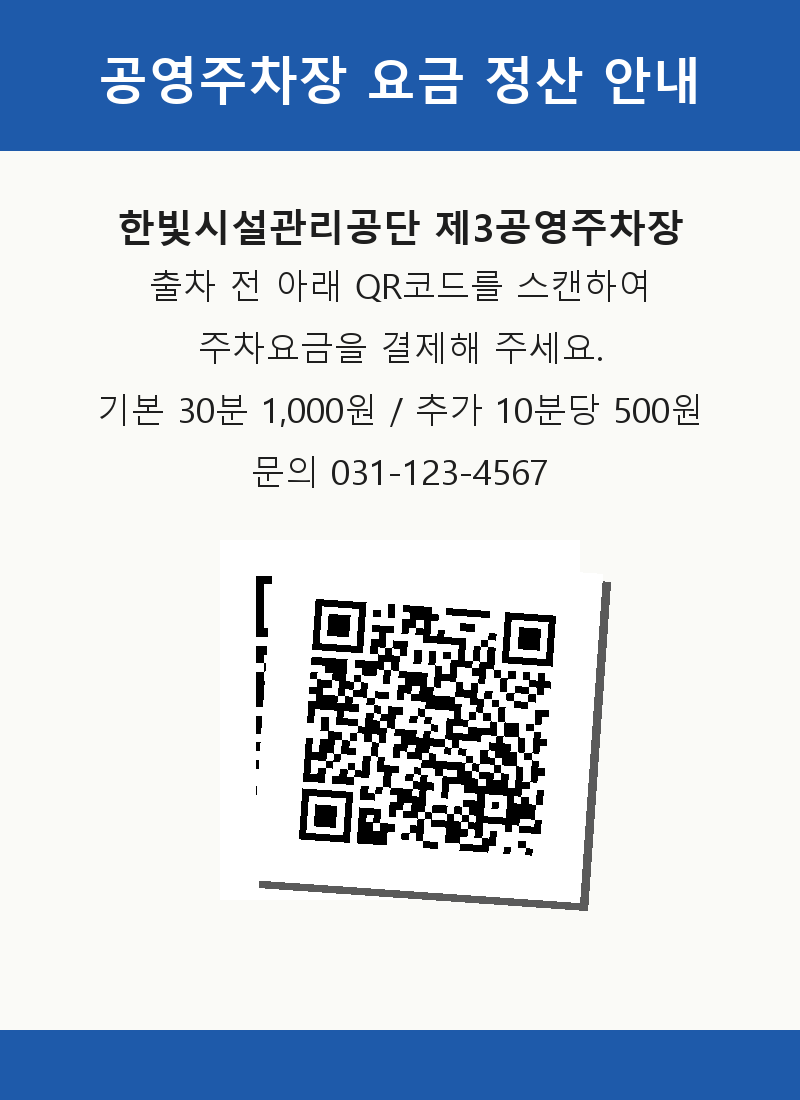 공영주차장 요금 정산 안내
한빛시설관리공단 제3공영주차장
출차 전 아래 QR코드를 스캔하여
주차요금을 결제해 주세요.
기본 30분 1,000원 / 추가 10분당 500원
문의 031-123-4567